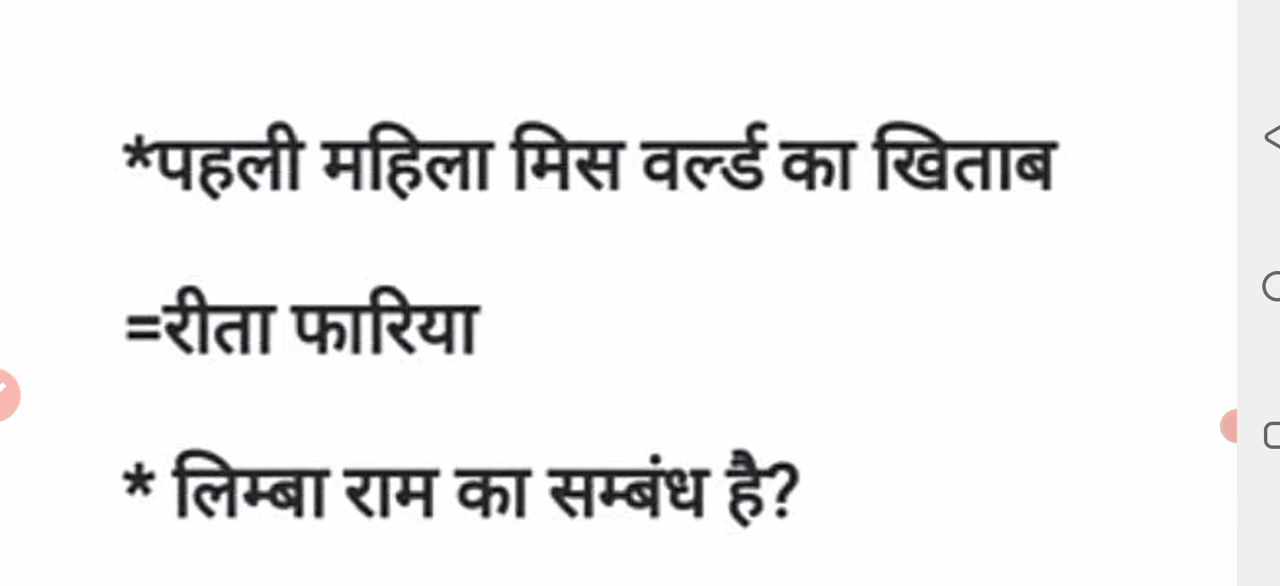 *पहली महिला मिस वर्ल्ड का खिताब
=रीता फारिया
* लिम्बा राम का सम्बंध है?